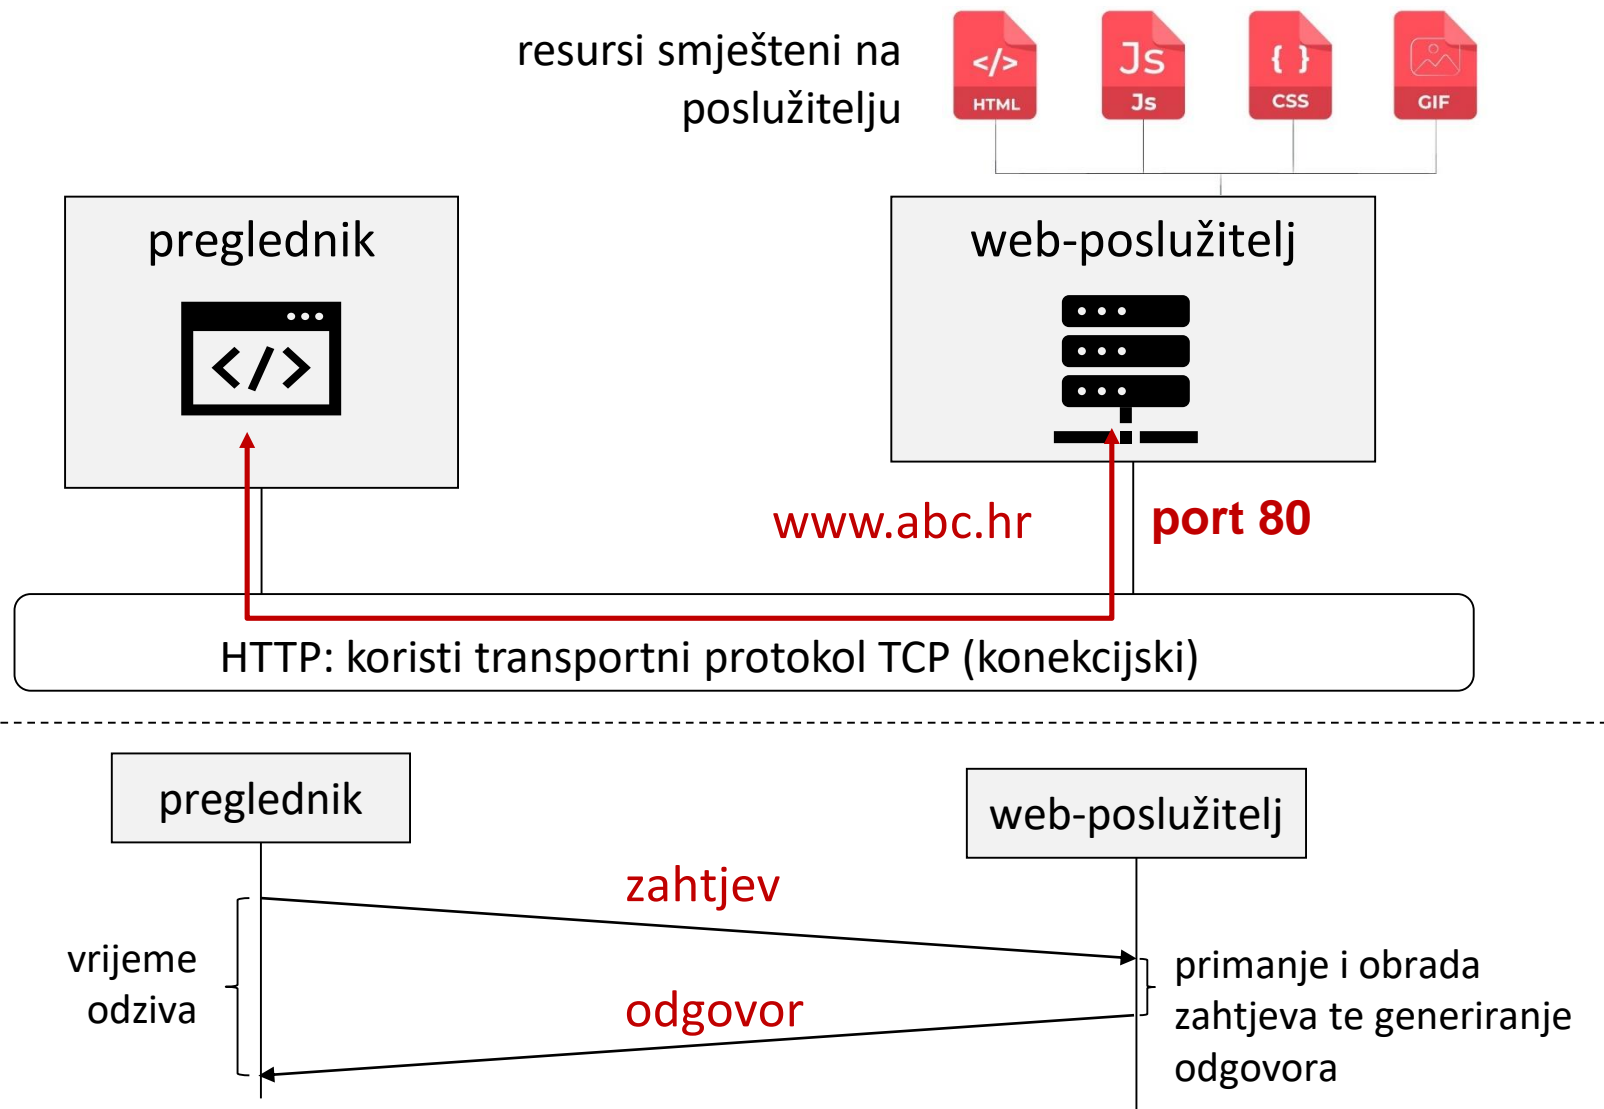 resursi smješteni na
poslužitelju
</>
HTML
Js
Js
{ }
CSS
GIF
preglednik
</>
web-poslužitelj
www.abc.hr
port 80
HTTP: koristi transportni protokol TCP (konekcijski)
preglednik
web-poslužitelj
zahtjev
vrijeme
odziva
odgovor
primanje i obrada
zahtjeva te generiranje
odgovora